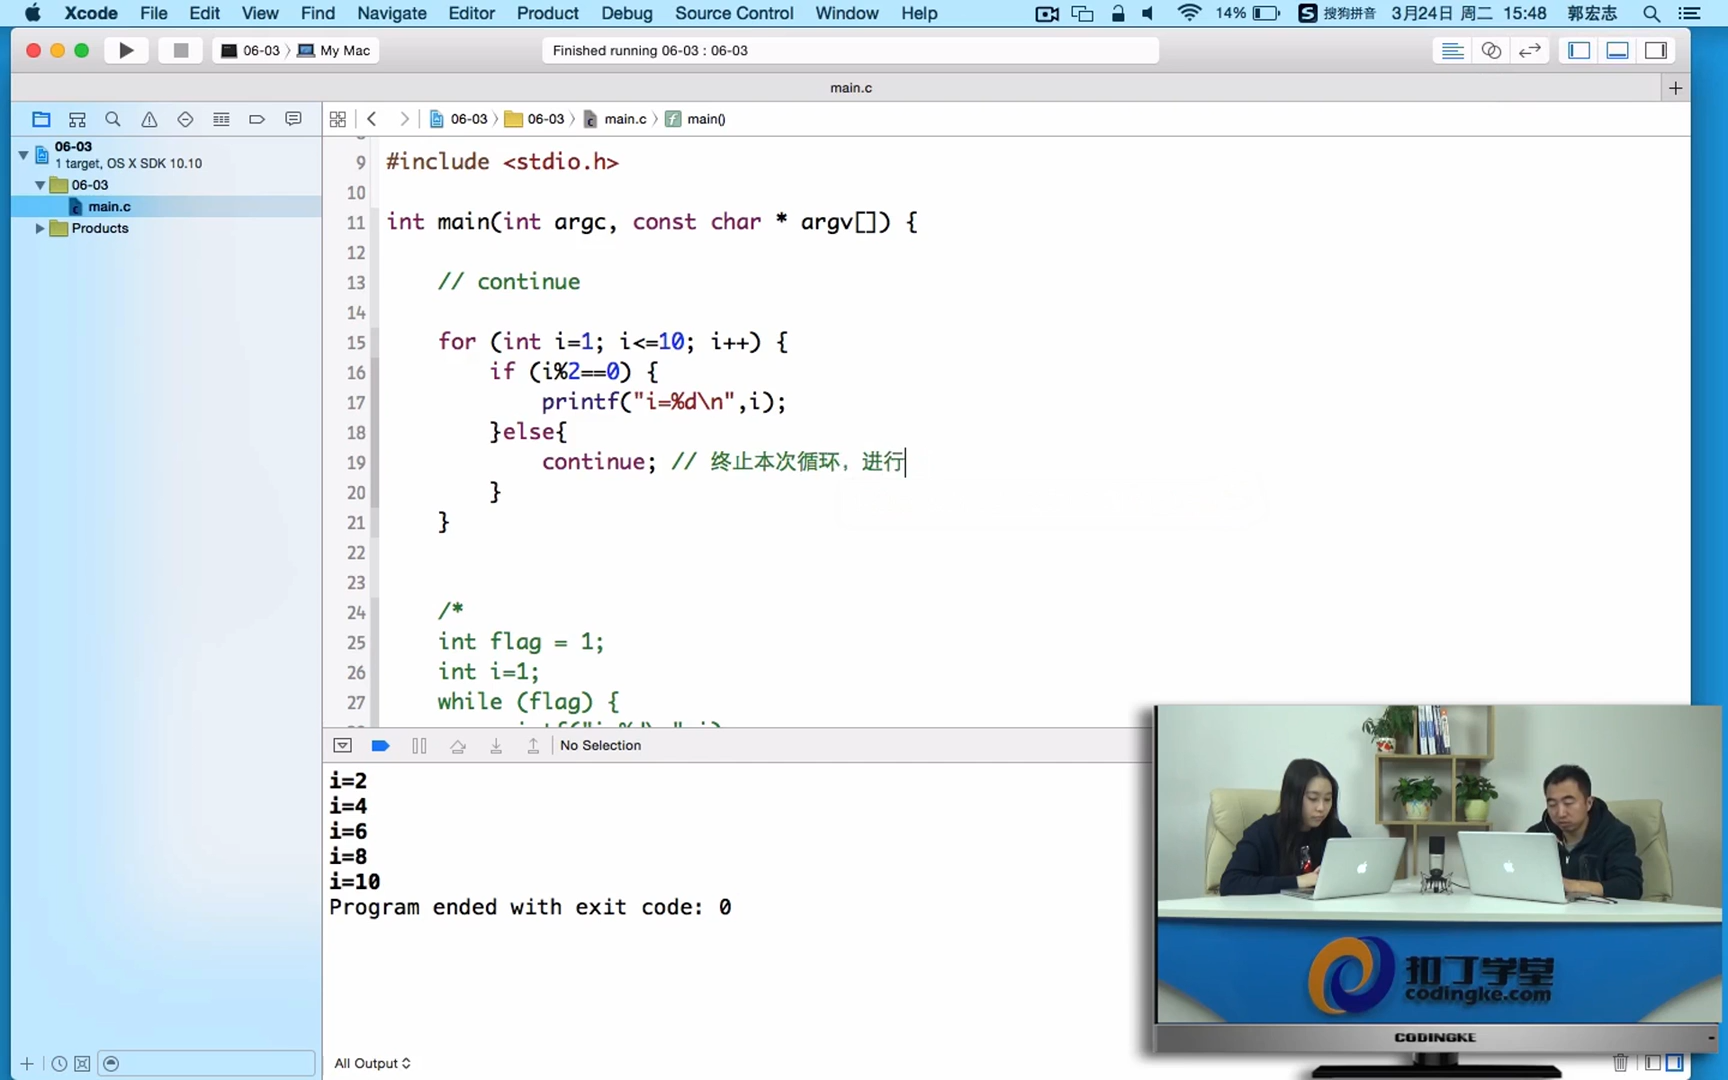 Xcode File Edit View Find Navigate Editor Product Debug Source Control Window Help 14% 搜狗拼音 3月24日 周二 15:48 郭宏志
06-03 〉 My Mac Finished running 06-03 : 06-03
main.c
06-03 〉 06-03 〉 main.c 〉 main()
06-03
1 target, OS X SDK 10.10
06-03
main.c
Products
9 #include <stdio.h>
10
11 int main(int argc, const char * argv[]) {
12
13 // continue
14
15 for (int i=1; i<=10; i++) {
16 if (i%2==0) {
17 printf("i=%d\n",i);
18 }else{
19 continue; // 终止本次循环，进行
20 }
21 }
22
23
24 /*
25 int flag = 1;
26 int i=1;
27 while (flag) {
No Selection
i=2
i=4
i=6
i=8
i=10
Program ended with exit code: 0
All Output
扣丁学堂
codingke.com
CODINGKE